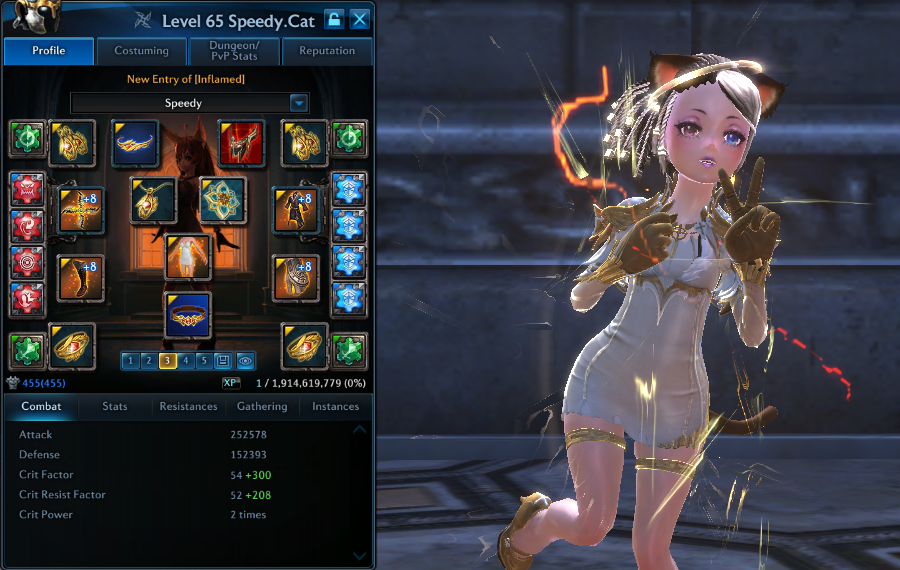 Level 65 Speedy.Cat
Profile
Costuming
Dungeon/
PvP Stats
Reputation
New Entry of [Inflamed]
Speedy
+8
+8
+8
+8
1 2 3 4 5
455(455)
XP 1 / 1,914,619,779 (0%)
Combat Stats Resistances Gathering Instances
Attack 252578
Defense 152393
Crit Factor 54 +300
Crit Resist Factor 52 +208
Crit Power 2 times